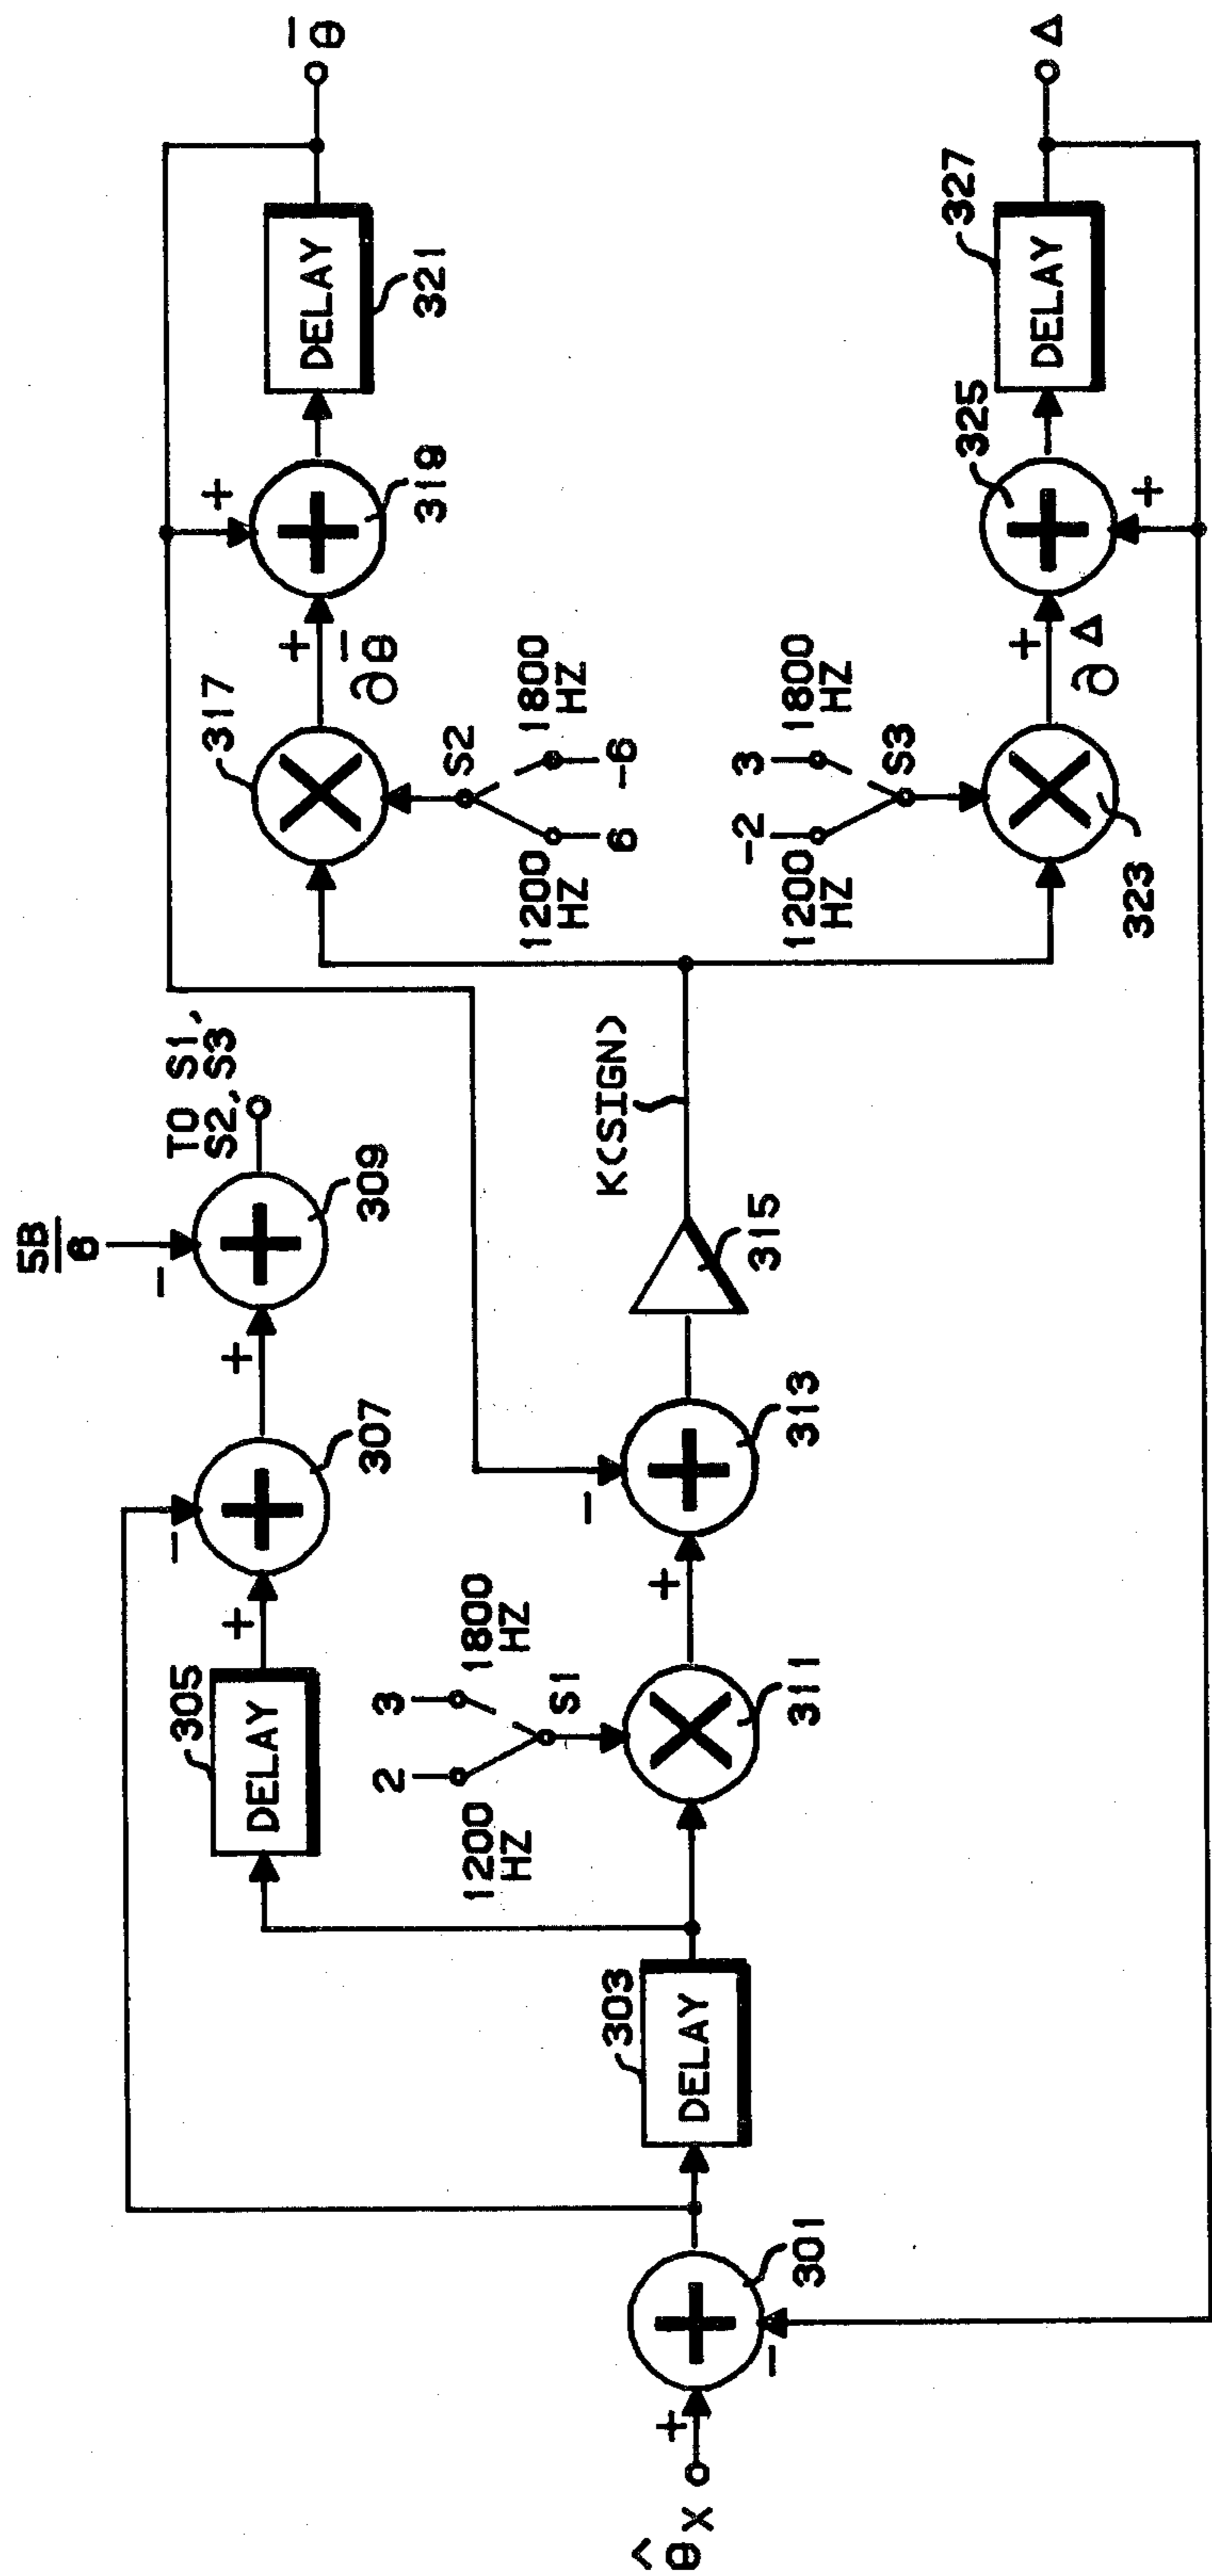 θ̂X
+
−
301
303
DELAY
305
DELAY
+
−
307
+
5B
6
−
309
TO S1,
S2, S3
2
3
1200
HZ
1800
HZ
S1
311
+
−
313
315
K(SIGN)
317
S2
1200
HZ
1800
HZ
6
-6
+
∂θ̄
+
319
DELAY
321
θ̄
-2
3
1200
HZ
1800
HZ
S3
323
+
∂Δ
325
+
DELAY
327
Δ